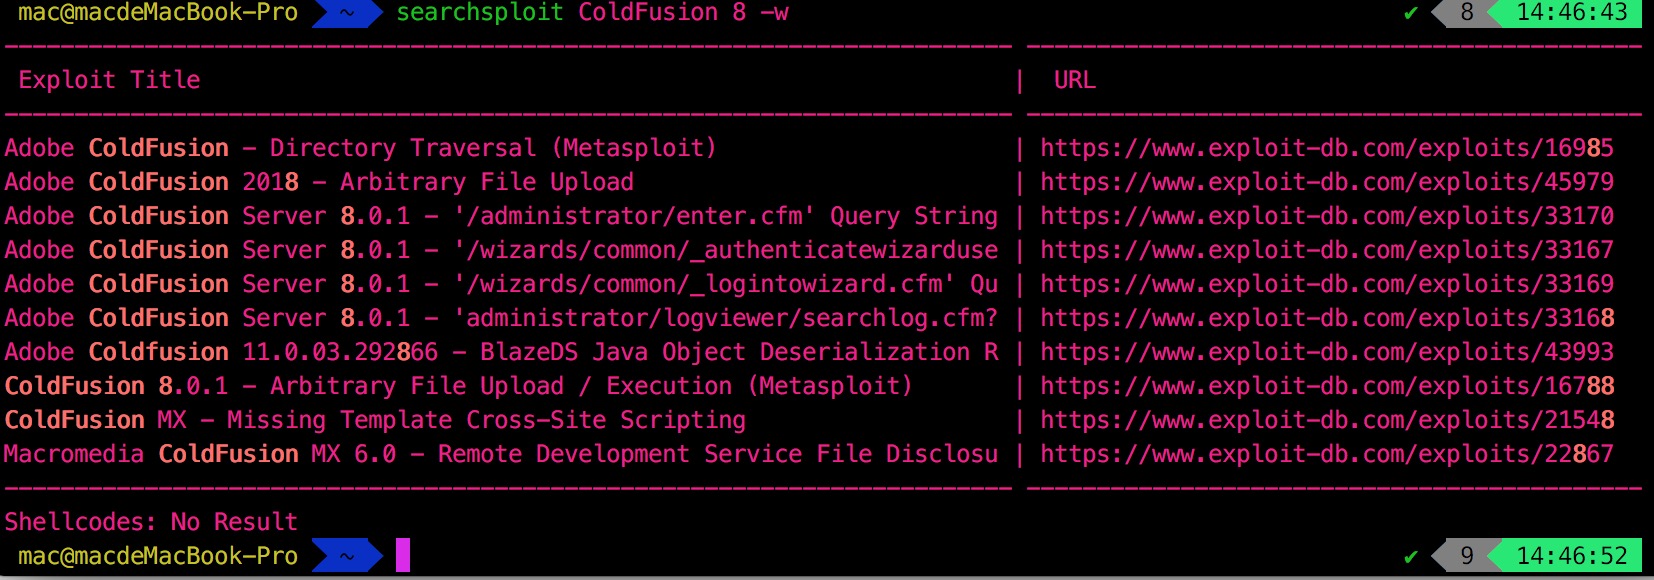 mac@macdeMacBook-Pro ~ searchsploit ColdFusion 8 -w ✔ 8 14:46:43
Exploit Title | URL
Adobe ColdFusion - Directory Traversal (Metasploit) | https://www.exploit-db.com/exploits/16985
Adobe ColdFusion 2018 - Arbitrary File Upload | https://www.exploit-db.com/exploits/45979
Adobe ColdFusion Server 8.0.1 - '/administrator/enter.cfm' Query String | https://www.exploit-db.com/exploits/33170
Adobe ColdFusion Server 8.0.1 - '/wizards/common/_authenticatewizarduse | https://www.exploit-db.com/exploits/33167
Adobe ColdFusion Server 8.0.1 - '/wizards/common/_logintowizard.cfm' Qu | https://www.exploit-db.com/exploits/33169
Adobe ColdFusion Server 8.0.1 - 'administrator/logviewer/searchlog.cfm? | https://www.exploit-db.com/exploits/33168
Adobe Coldfusion 11.0.03.292866 - BlazeDS Java Object Deserialization R | https://www.exploit-db.com/exploits/43993
ColdFusion 8.0.1 - Arbitrary File Upload / Execution (Metasploit) | https://www.exploit-db.com/exploits/16788
ColdFusion MX - Missing Template Cross-Site Scripting | https://www.exploit-db.com/exploits/21548
Macromedia ColdFusion MX 6.0 - Remote Development Service File Disclosu | https://www.exploit-db.com/exploits/22867
Shellcodes: No Result
mac@macdeMacBook-Pro ~ ✔ 9 14:46:52